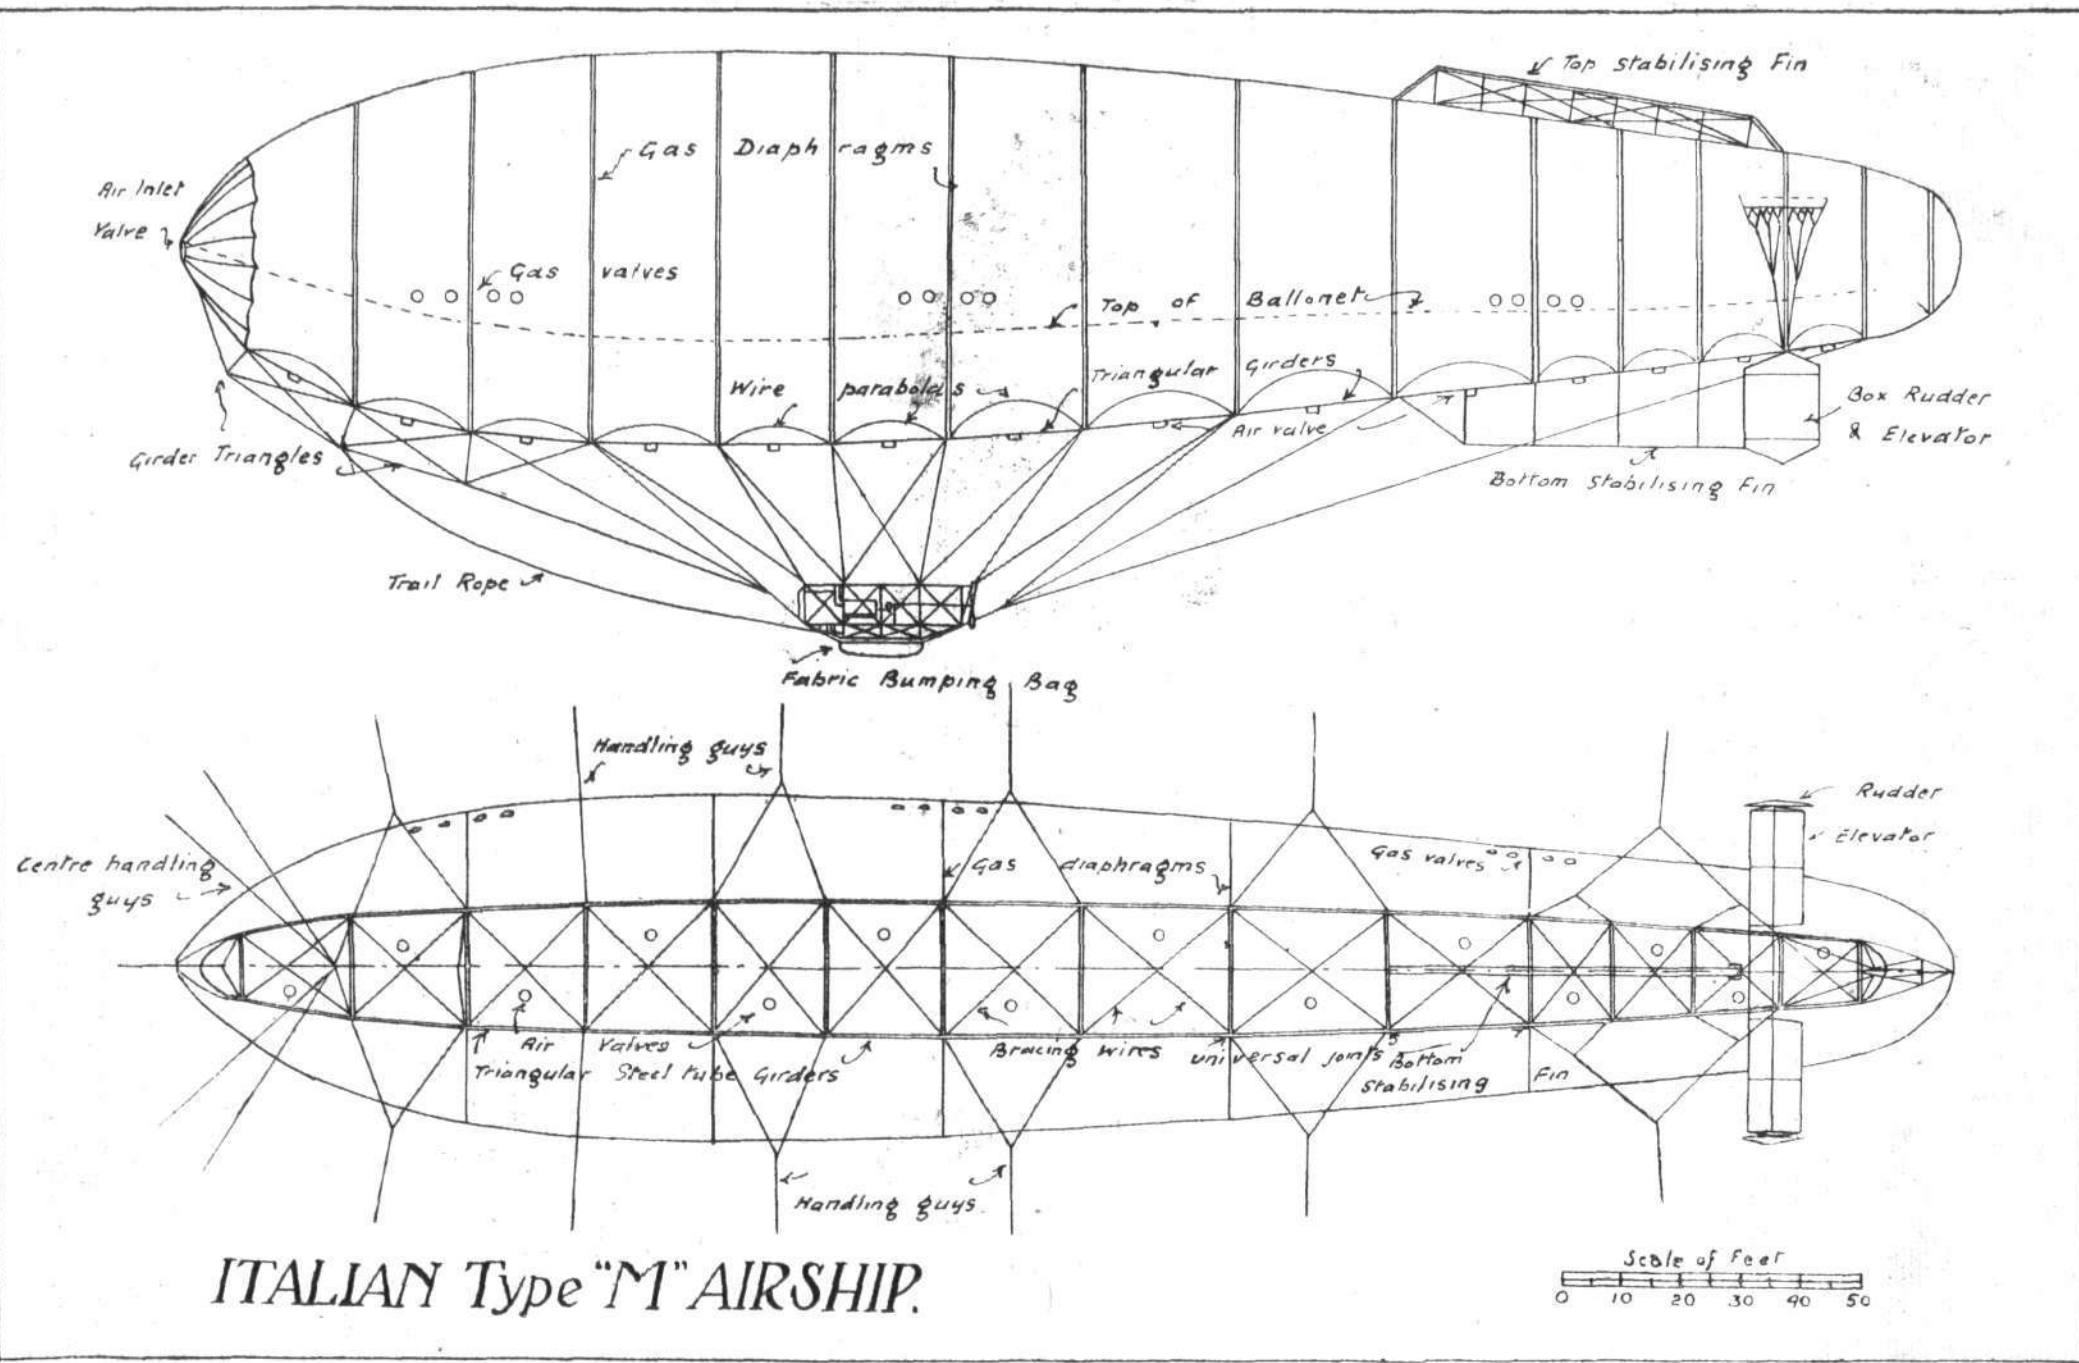 Top stabilising Fin
Gas Diaphragms
Air Inlet
Valve
Gas valves
Top of Ballonet
Wire parabolas
Triangular Girders
Air valve
Box Rudder
& Elevator
Girder Triangles
Bottom Stabilising Fin
Trail Rope
Fabric Bumping Bag
Handling guys
Rudder
Elevator
Centre handling
guys
Gas diaphragms
Gas valves
Air Valves
Triangular Steel tube Girders
Bracing wires
universal joints
Bottom
Stabilising Fin
Handling guys
ITALIAN Type "M" AIRSHIP.
Scale of Feet
0 10 20 30 40 50